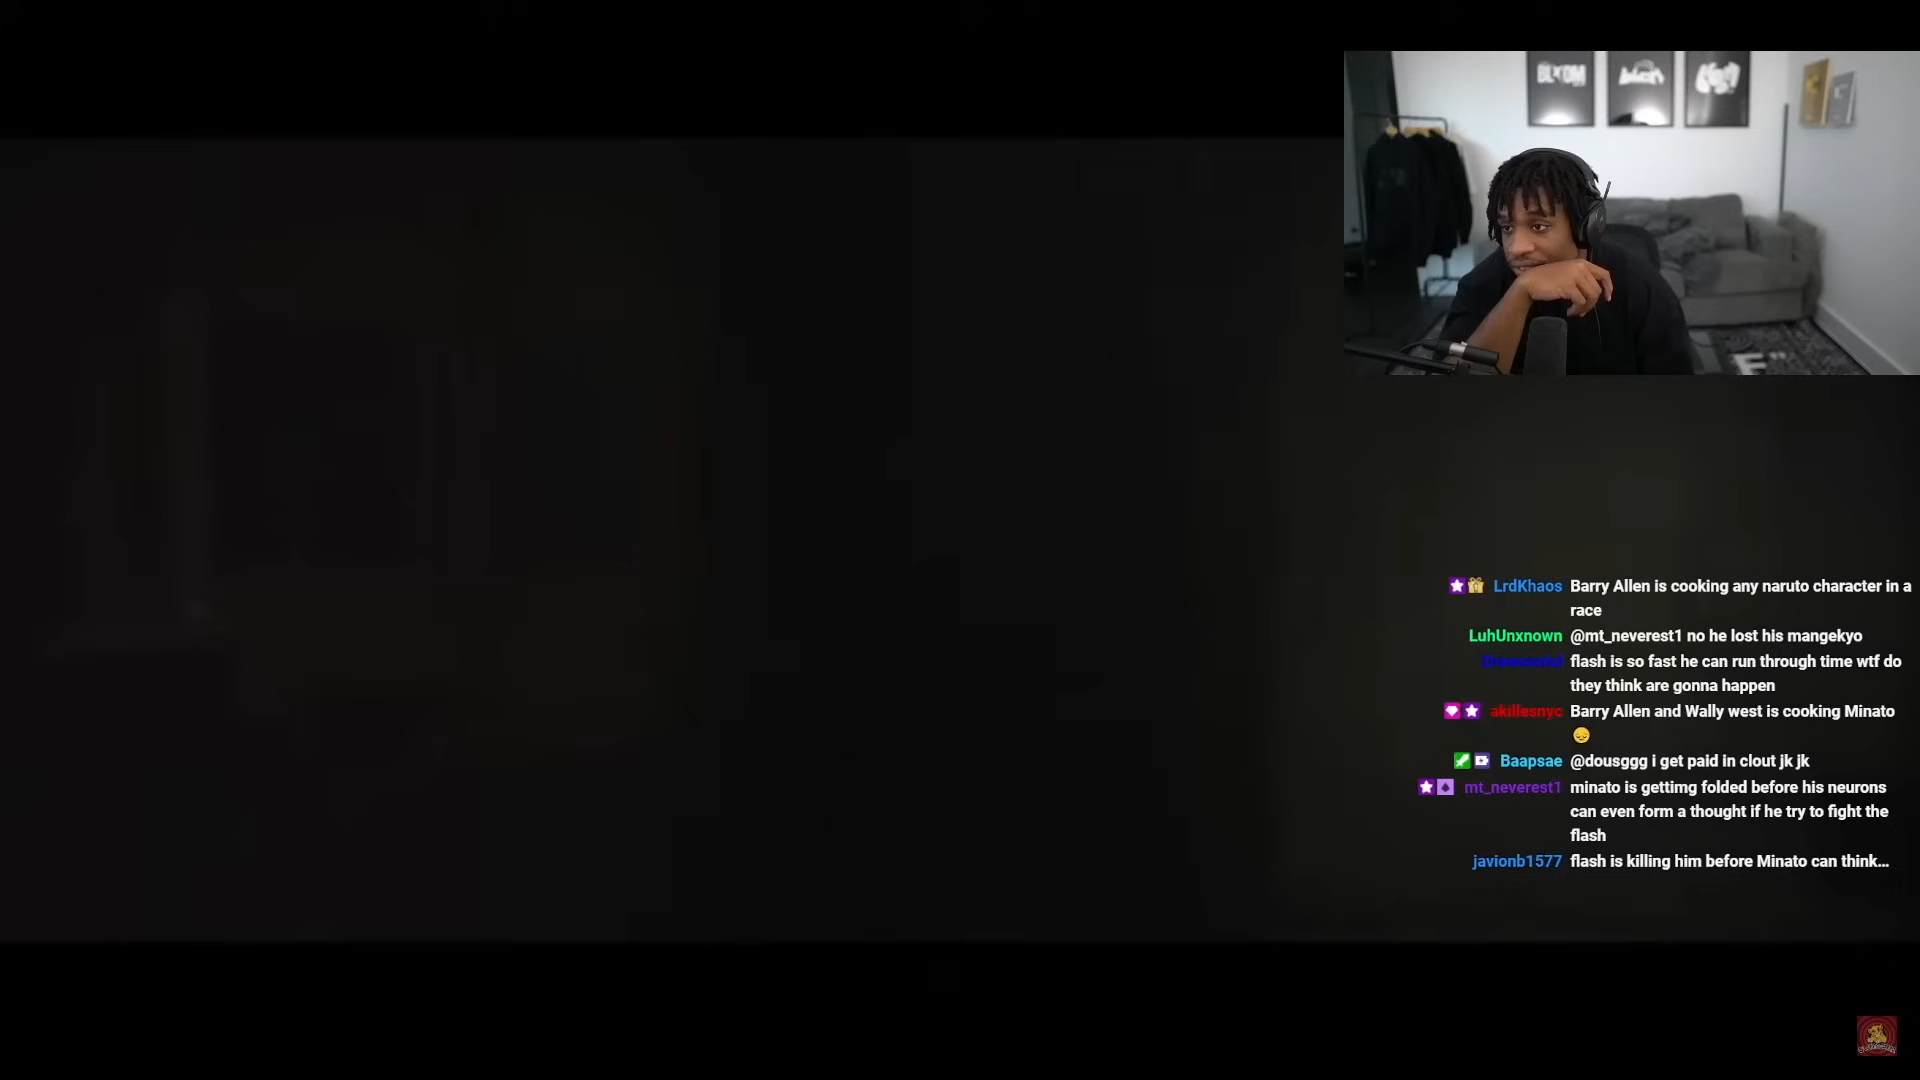 BLXOM
LrdKhaos Barry Allen is cooking any naruto character in a
race
LuhUnxnown @mt_neverest1 no he lost his mangekyo
flash is so fast he can run through time wtf do
they think are gonna happen
akillesnyc Barry Allen and Wally west is cooking Minato
😔
Baapsae @dousggg i get paid in clout jk jk
mt_neverest1 minato is gettimg folded before his neurons
can even form a thought if he try to fight the
flash
javionb1577 flash is killing him before Minato can think...